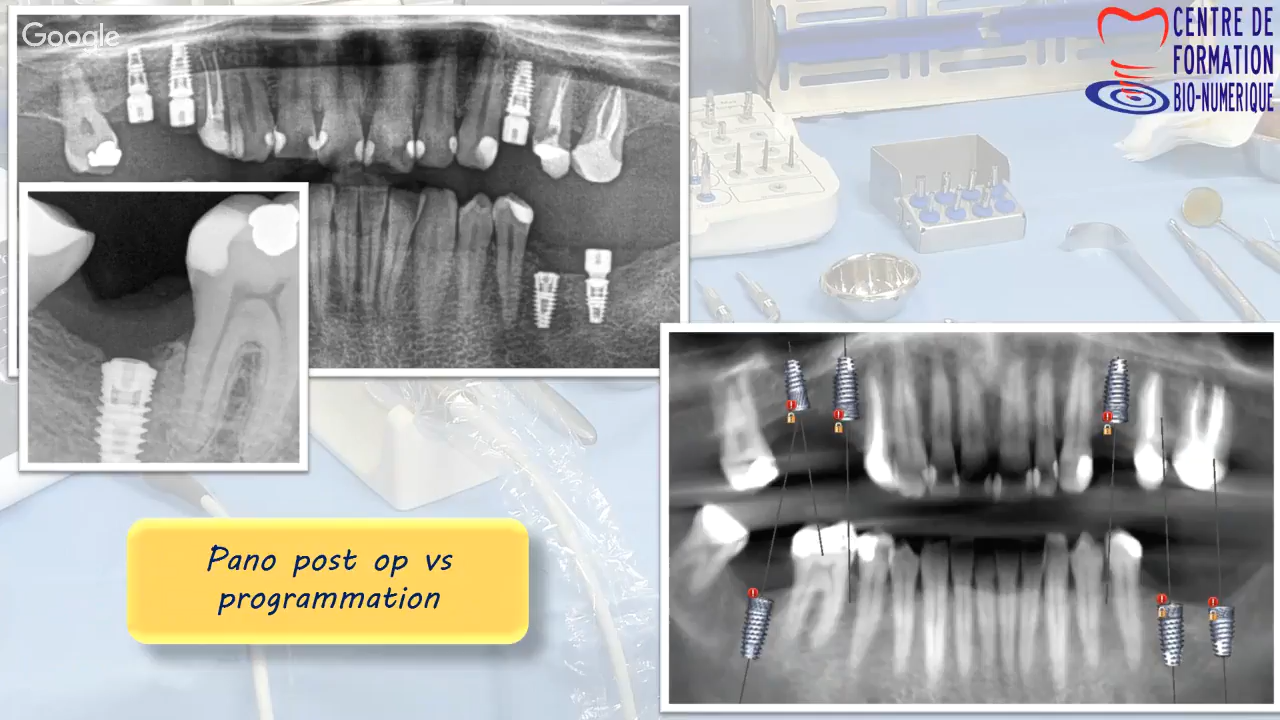 Google
CENTRE DE
FORMATION
BIO-NUMERIQUE
Pano post op vs
programmation